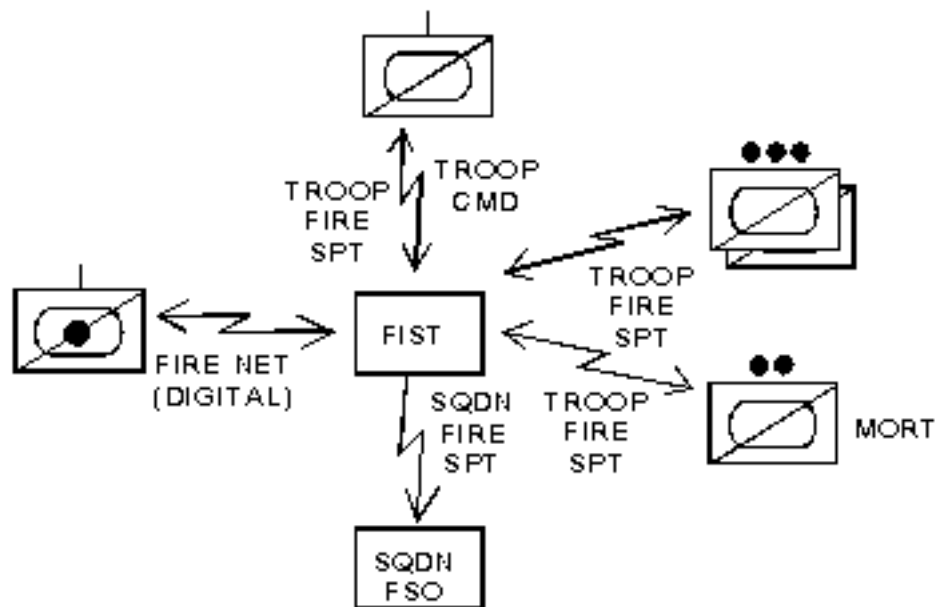 TROOP
FIRE
SPT
TROOP
CMD
TROOP
FIRE
SPT
FIST
FIRE NET
(DIGITAL)
SQDN
FIRE
SPT
TROOP
FIRE
SPT
MORT
SQDN
FSO